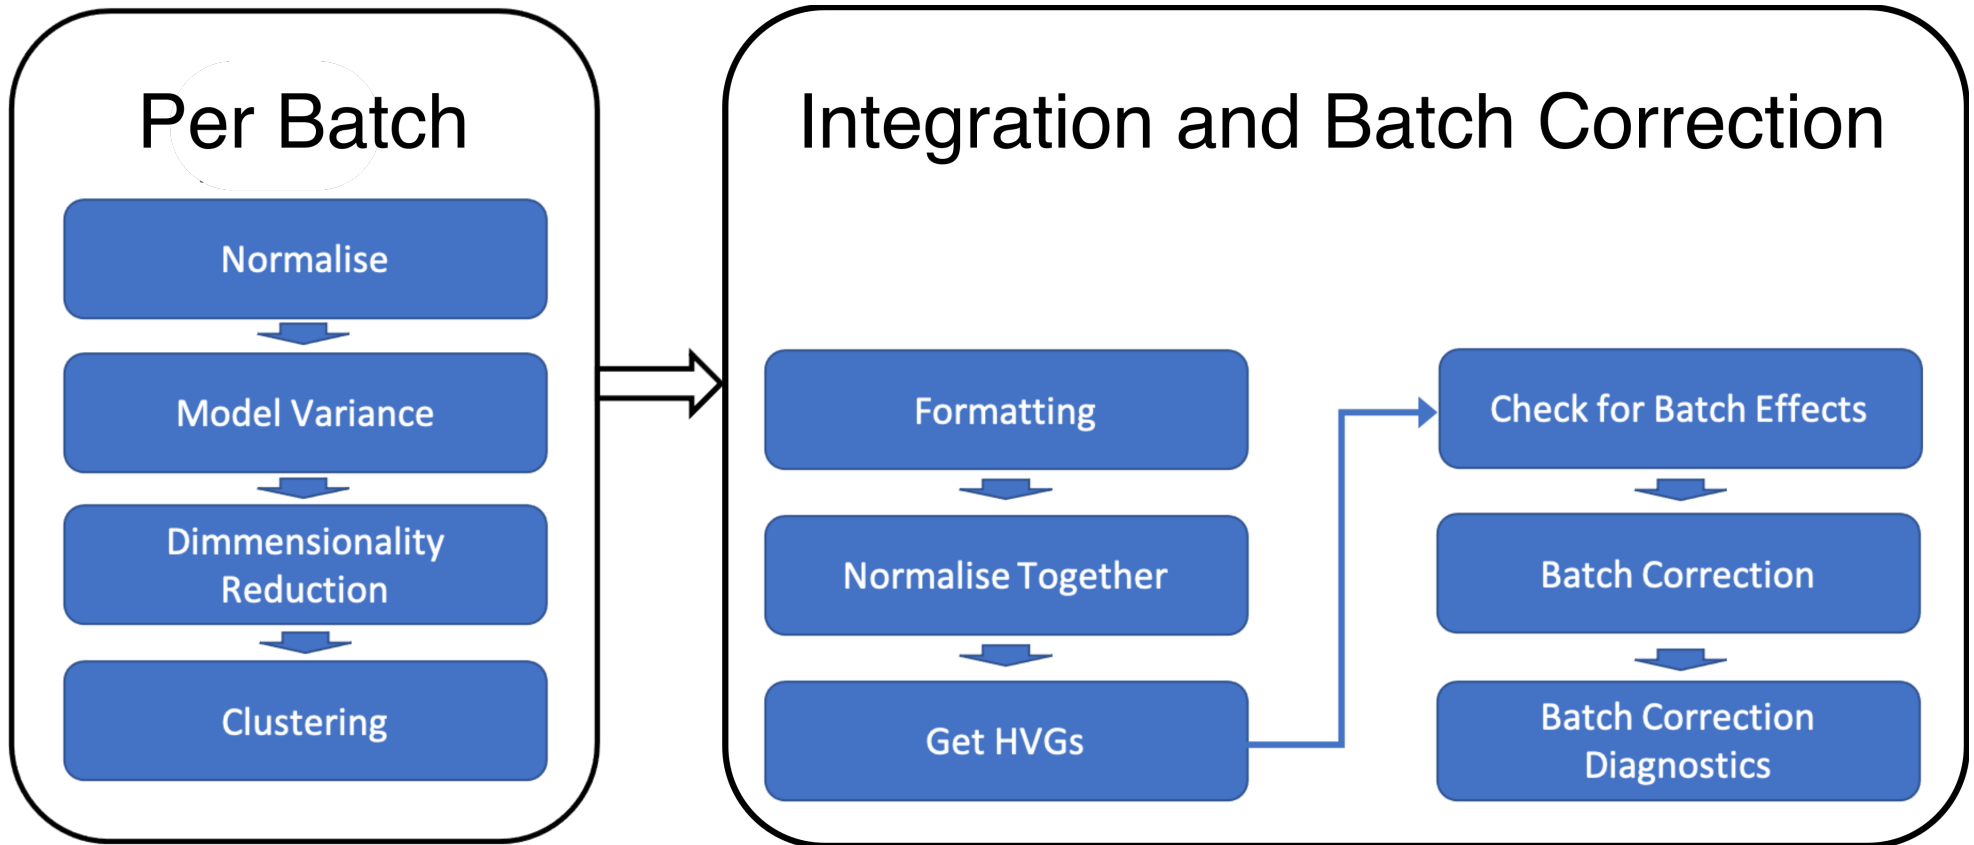 Per Batch
Normalise
Model Variance
Dimmensionality
Reduction
Clustering
Integration and Batch Correction
Formatting
Normalise Together
Get HVGs
Check for Batch Effects
Batch Correction
Batch Correction
Diagnostics